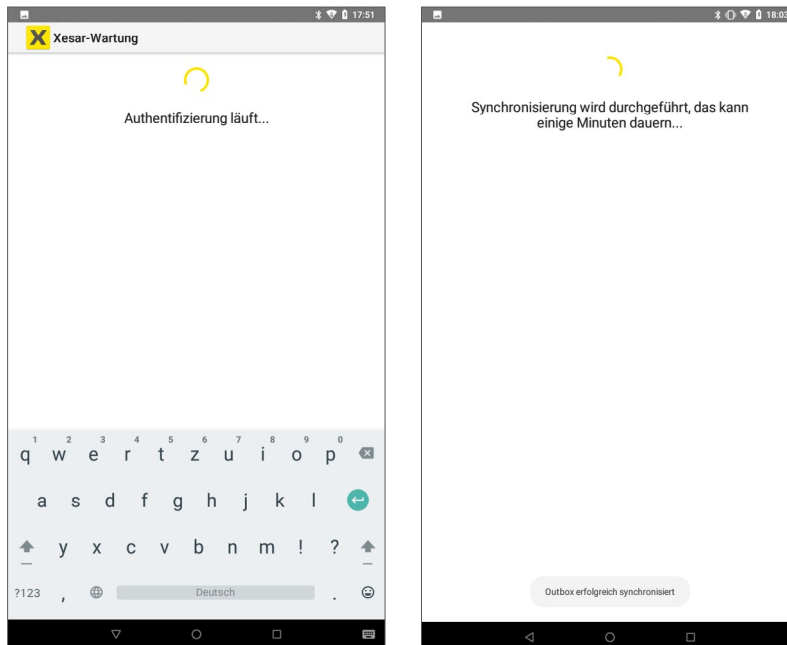 17:51
X Xesar-Wartung
Authentifizierung läuft...
1 2 3 4 5 6 7 8 9 0
q w e r t z u i o p
a s d f g h j k l
y x c v b n m ! ?
?123 , Deutsch .
18:03
Synchronisierung wird durchgeführt, das kann
einige Minuten dauern...
Outbox erfolgreich synchronisiert